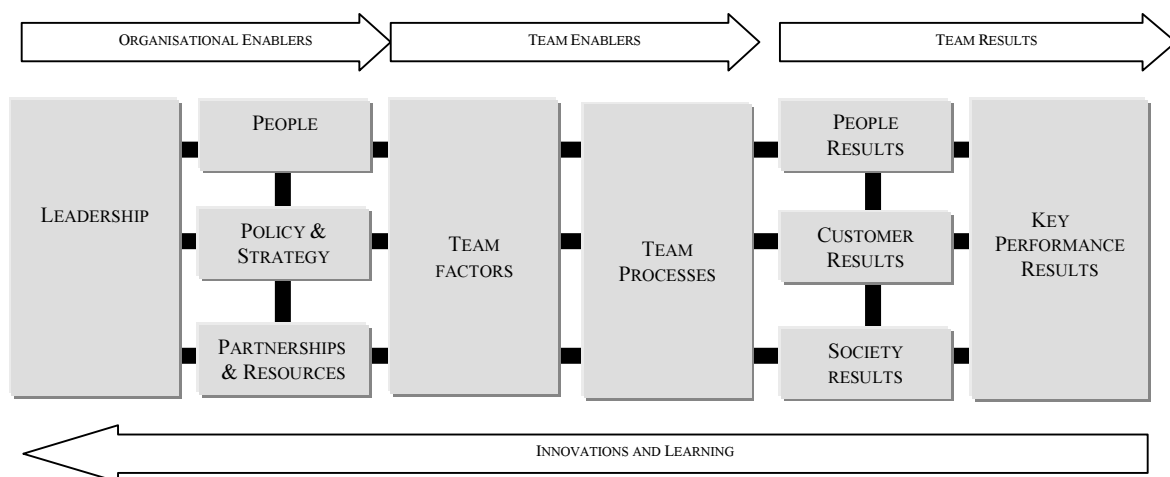 ORGANISATIONAL ENABLERS
TEAM ENABLERS
TEAM RESULTS
LEADERSHIP
PEOPLE
POLICY &
STRATEGY
PARTNERSHIPS
& RESOURCES
TEAM
FACTORS
TEAM
PROCESSES
PEOPLE
RESULTS
CUSTOMER
RESULTS
SOCIETY
RESULTS
KEY
PERFORMANCE
RESULTS
INNOVATIONS AND LEARNING